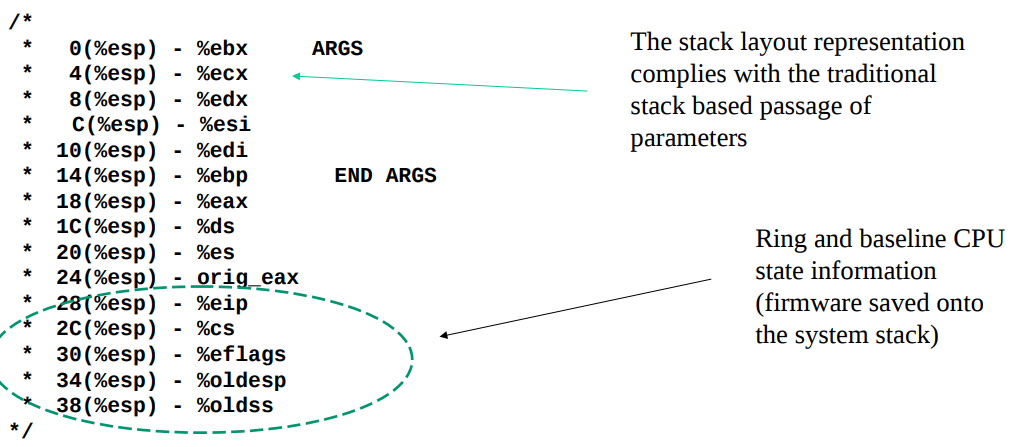 /*
* 0(%esp) - %ebx ARGS
* 4(%esp) - %ecx
* 8(%esp) - %edx
* C(%esp) - %esi
* 10(%esp) - %edi
* 14(%esp) - %ebp END ARGS
* 18(%esp) - %eax
* 1C(%esp) - %ds
* 20(%esp) - %es
* 24(%esp) - orig_eax
* 28(%esp) - %eip
* 2C(%esp) - %cs
* 30(%esp) - %eflags
* 34(%esp) - %oldesp
* 38(%esp) - %oldss
*/
The stack layout representation
complies with the traditional
stack based passage of
parameters
Ring and baseline CPU
state information
(firmware saved onto
the system stack)